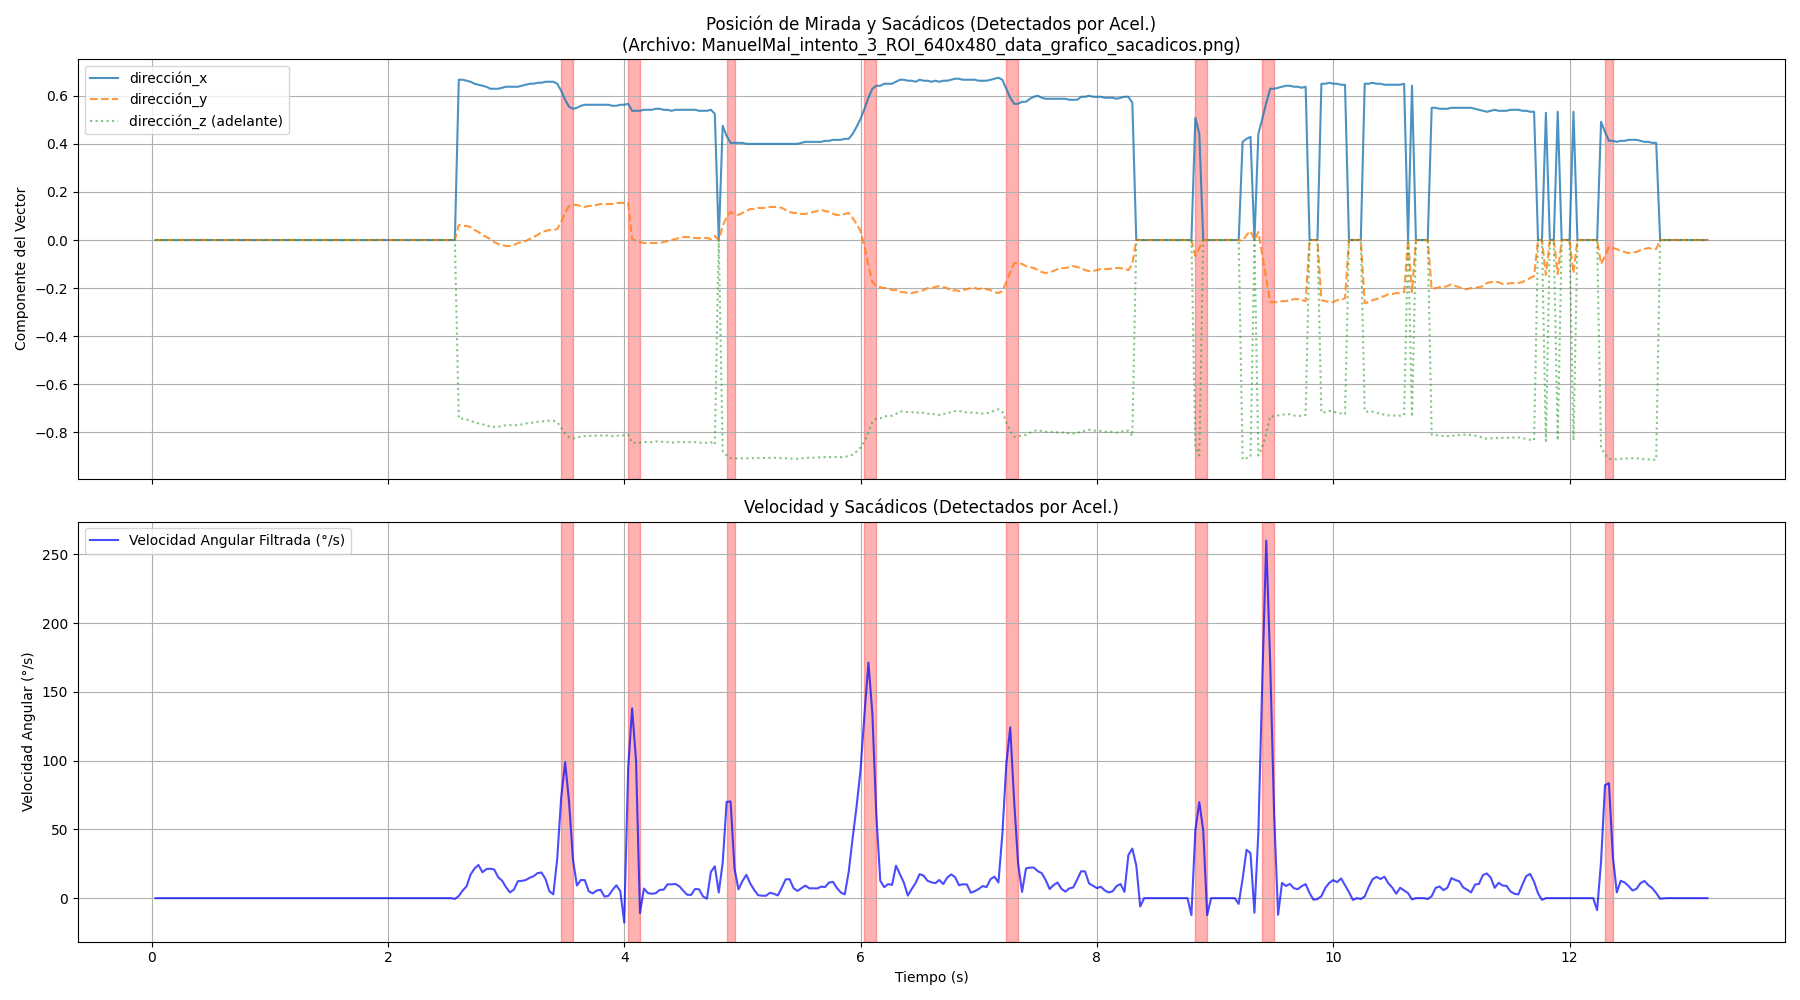 Posición de Mirada y Sacádicos (Detectados por Acel.)
(Archivo: ManuelMal_intento_3_ROI_640x480_data_grafico_sacadicos.png)
dirección_x
dirección_y
dirección_z (adelante)
Componente del Vector
0.6
0.4
0.2
0.0
−0.2
−0.4
−0.6
−0.8
Velocidad y Sacádicos (Detectados por Acel.)
Velocidad Angular Filtrada (°/s)
Velocidad Angular (°/s)
250
200
150
100
50
0
0 2 4 6 8 10 12
Tiempo (s)